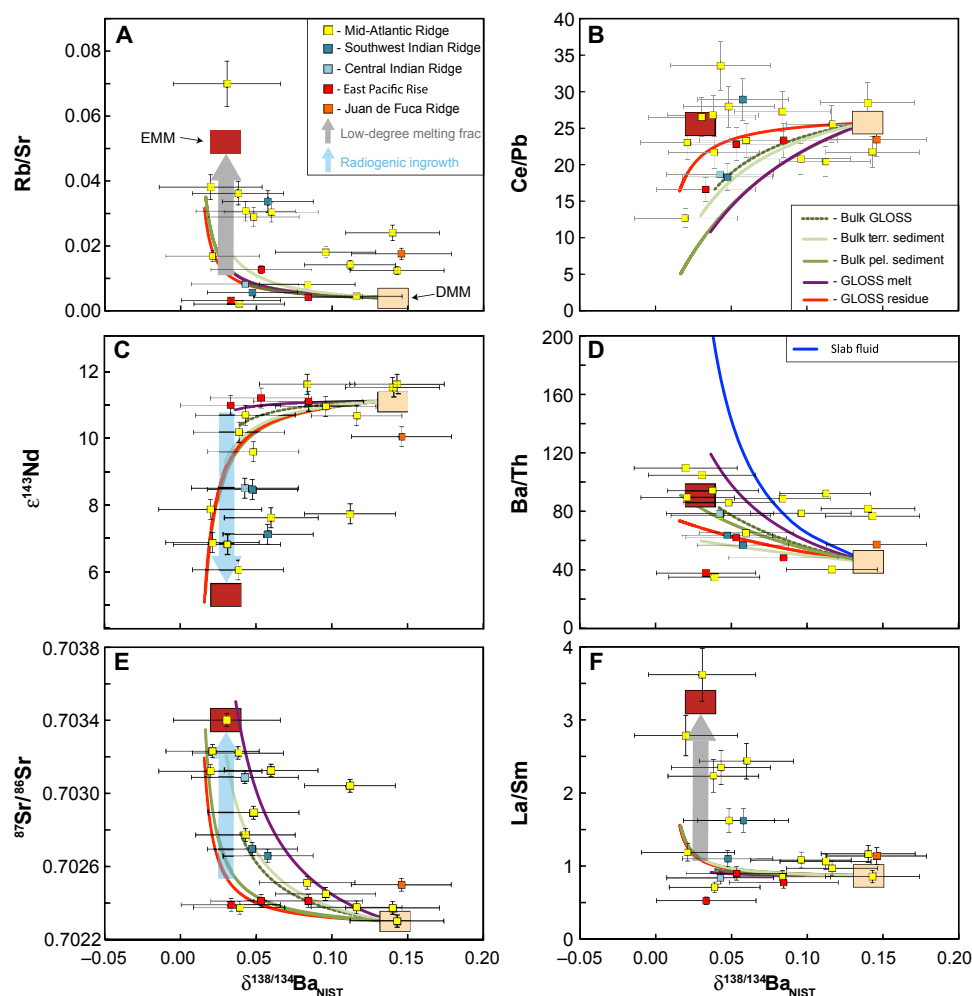 A
- Mid-Atlantic Ridge
- Southwest Indian Ridge
- Central Indian Ridge
- East Pacific Rise
- Juan de Fuca Ridge
Low-degree melting frac
Radiogenic ingrowth
EMM
DMM
Rb/Sr
0.08
0.06
0.04
0.02
0.00
B
Ce/Pb
40
35
30
25
20
15
10
5
0
- Bulk GLOSS
- Bulk terr. sediment
- Bulk pel. sediment
- GLOSS melt
- GLOSS residue
C
ε¹⁴³Nd
12
10
8
6
D
Slab fluid
Ba/Th
200
160
120
80
40
0
E
⁸⁷Sr/⁸⁶Sr
0.7038
0.7034
0.7030
0.7026
0.7022
−0.05 0.00 0.05 0.10 0.15 0.20
δ¹³⁸/¹³⁴Ba NIST
F
La/Sm
4
3
2
1
0
−0.05 0.00 0.05 0.10 0.15 0.20
δ¹³⁸/¹³⁴Ba NIST